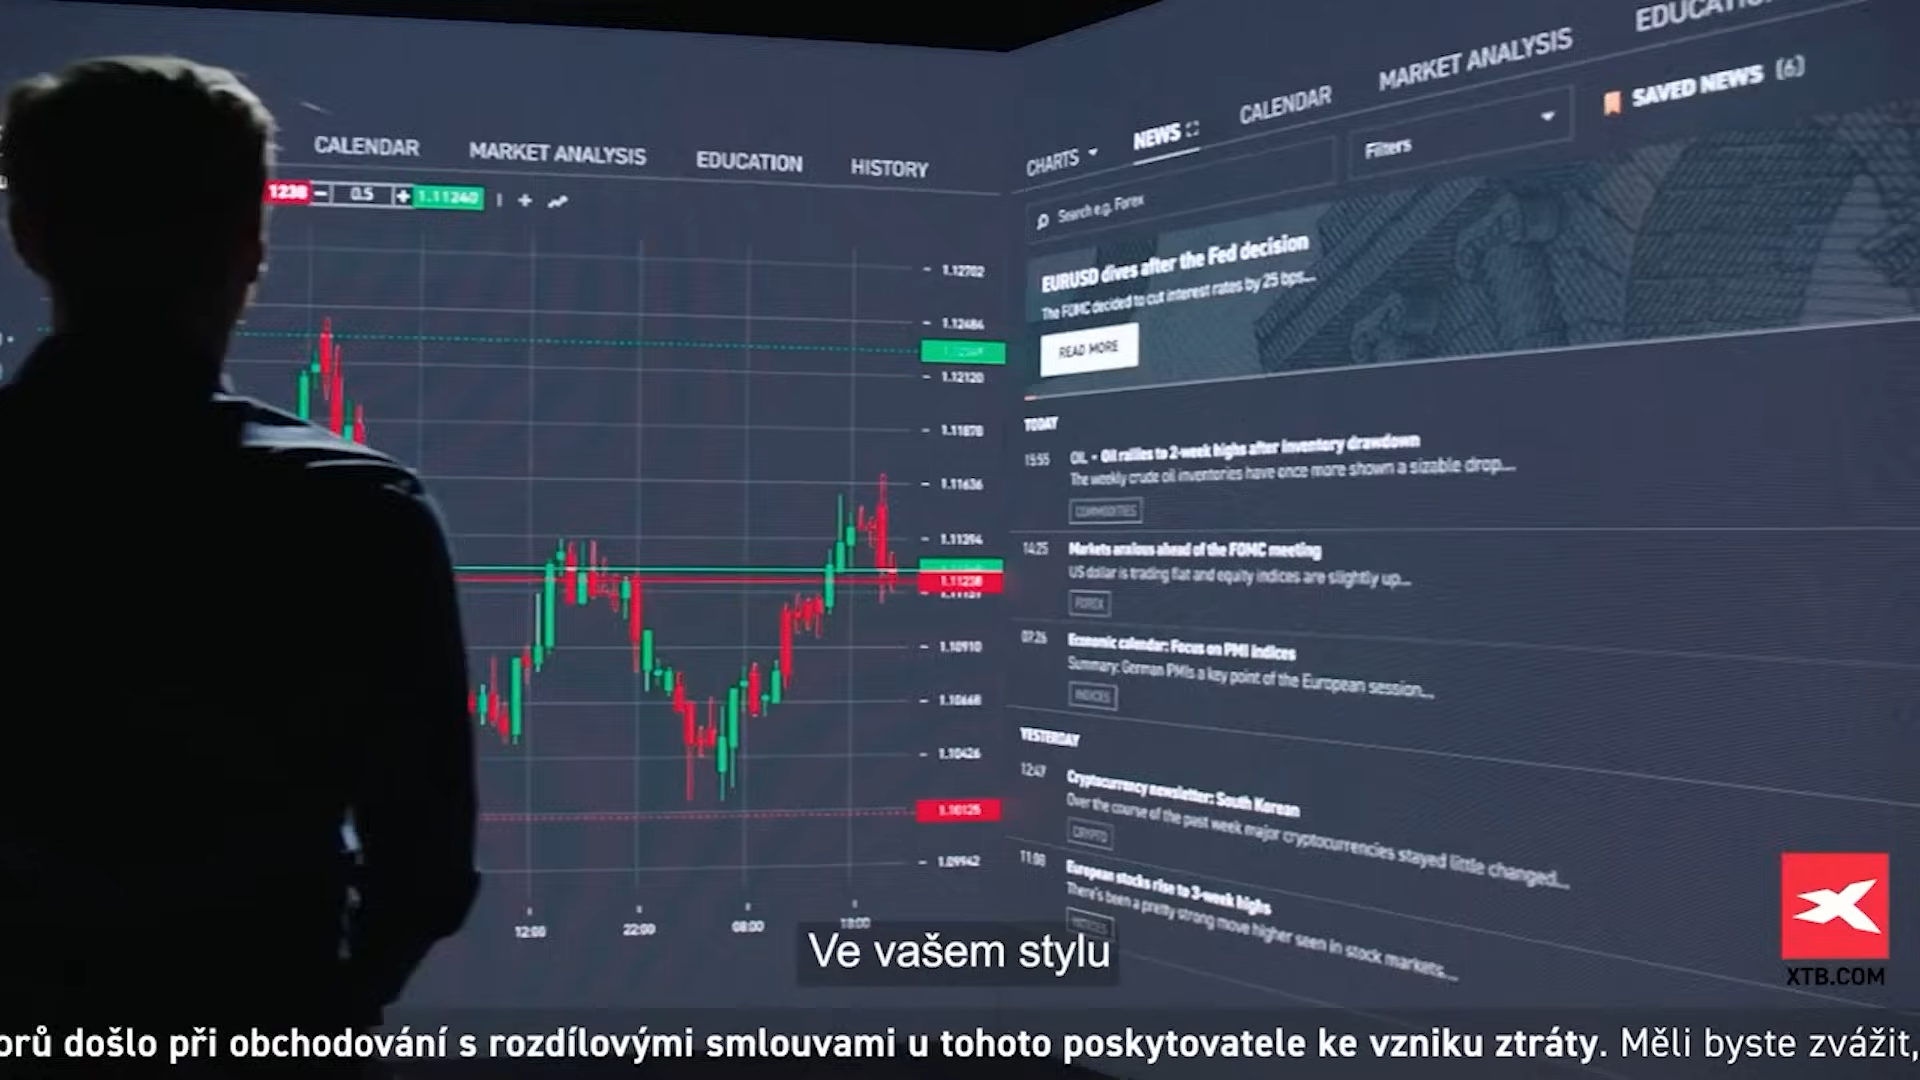 CALENDAR
MARKET ANALYSIS
EDUCATION
HISTORY
1238
0.5
1.11240
1.12702
1.12484
1.12120
1.11878
1.11636
1.11394
1.11238
1.10910
1.10668
1.10426
1.10125
1.09942
12:00
22:00
08:00
18:00
CHARTS
NEWS
CALENDAR
MARKET ANALYSIS
Filters
SAVED NEWS (6)
Search e.g. Forex
EURUSD dives after the Fed decision
The FOMC decided to cut interest rates by 25 bps...
READ MORE
TODAY
15:55
OIL - Oil rallies to 2-week highs after inventory drawdown
The weekly crude oil inventories have once more shown a sizable drop...
COMMODITIES
14:25
Markets anxious ahead of the FOMC meeting
US dollar is trading flat and equity indices are slightly up...
FOREX
07:26
Economic calendar: Focus on PMI indices
Summary: German PMIs a key point of the European session...
INDICES
YESTERDAY
12:47
Cryptocurrency newsletter: South Korean
Over the course of the past week major cryptocurrencies stayed little changed...
CRYPTO
11:08
European stocks rise to 3-week highs
There's been a pretty strong move higher seen in stock markets...
INDICES
Ve vašem stylu
XTB.COM
orů došlo při obchodování s rozdílovými smlouvami u tohoto poskytovatele ke vzniku ztráty. Měli byste zvážit,